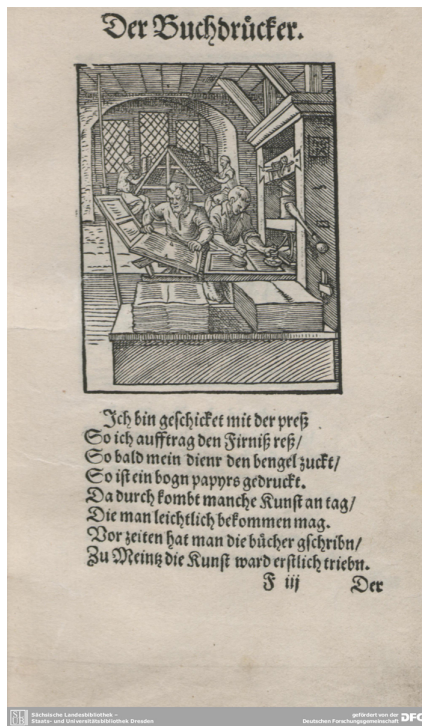 Der Buchdrücker.
Ich bin geschicket mit der preß
So ich aufftrag den Firniß reß/
So bald mein dienr den bengel zuckt/
So ist ein bogn papyrs gedruckt.
Da durch kombt manche Kunst an tag/
Die man leichtlich bekommen mag.
Vor zeiten hat man die bücher gschribn/
Zu Meintz die Kunst ward erstlich triebn.
F iij Der
SLUB
Sächsische Landesbibliothek –
Staats- und Universitätsbibliothek Dresden
gefördert von der
Deutschen Forschungsgemeinschaft
DFG